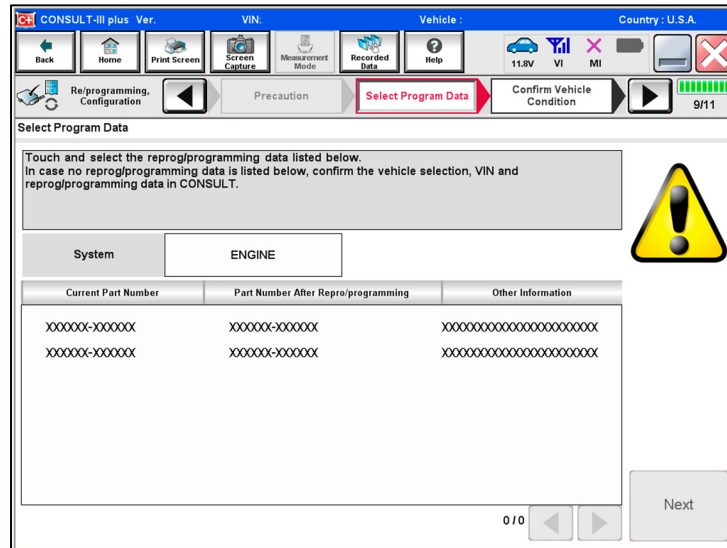 C+ CONSULT-III plus Ver. VIN: Vehicle : Country : U.S.A.
Back Home Print Screen Screen Capture Measurement Mode Recorded Data Help 11.8V VI MI
Re/programming, Configuration Precaution Select Program Data Confirm Vehicle Condition 9/11
Select Program Data
Touch and select the reprog/programming data listed below.
In case no reprog/programming data is listed below, confirm the vehicle selection, VIN and
reprog/programming data in CONSULT.
System ENGINE
Current Part Number Part Number After Repro/programming Other Information
XXXXXX-XXXXXX XXXXXX-XXXXXX XXXXXXXXXXXXXXXXXXXXXXX
XXXXXX-XXXXXX XXXXXX-XXXXXX XXXXXXXXXXXXXXXXXXXXXXX
Next
0/0